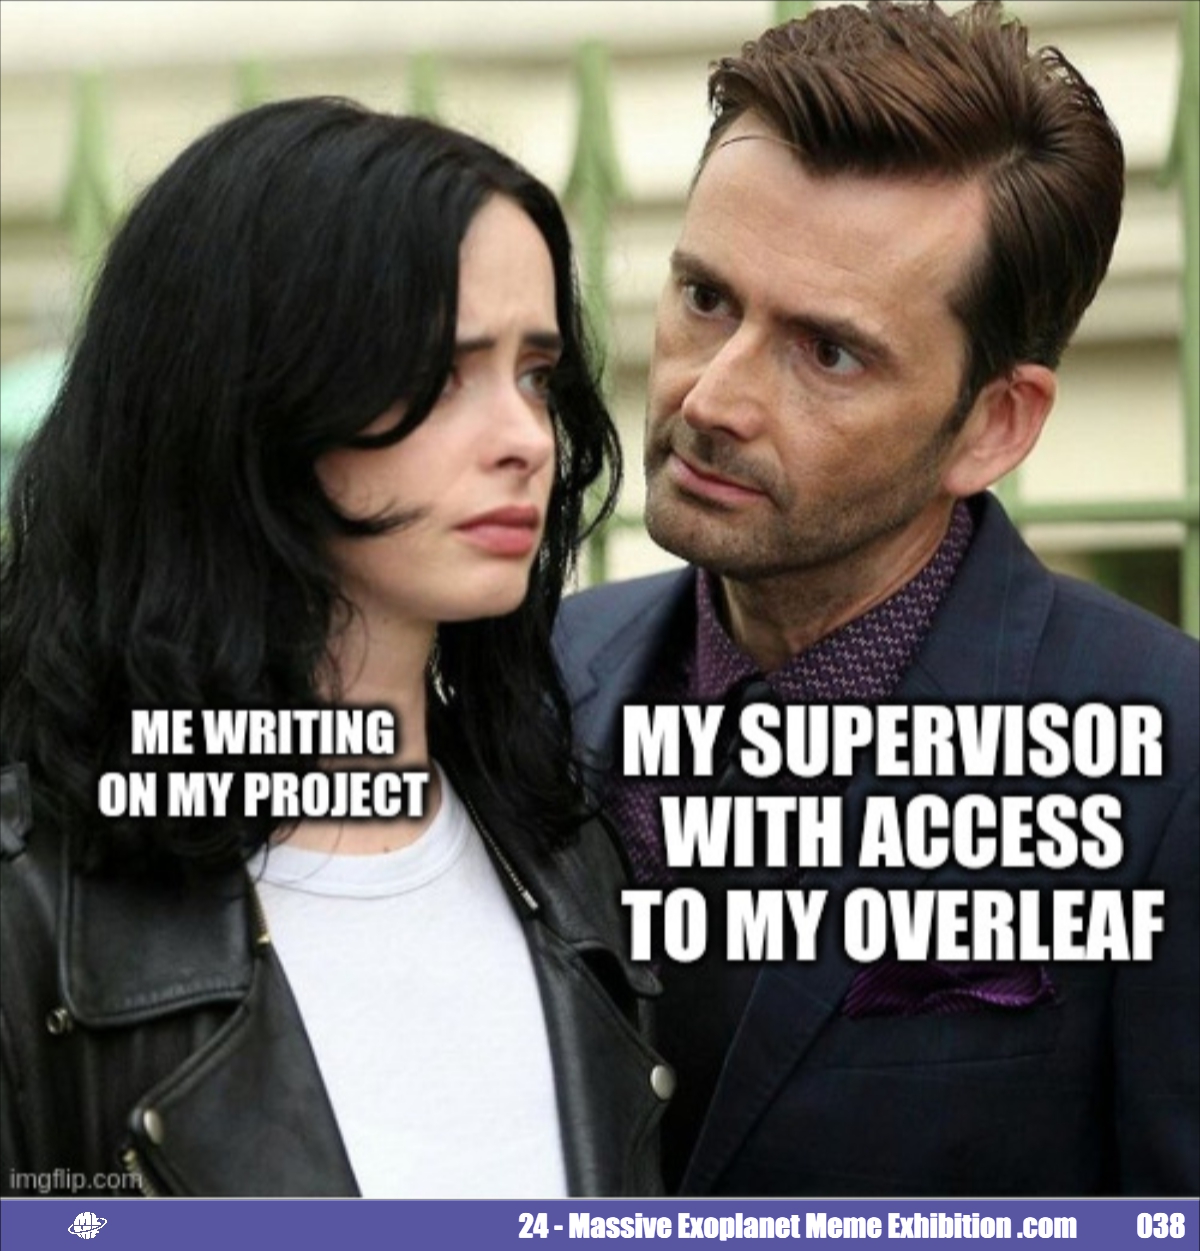 ME WRITING
ON MY PROJECT
MY SUPERVISOR
WITH ACCESS
TO MY OVERLEAF
imgflip.com
24 - Massive Exoplanet Meme Exhibition .com
038